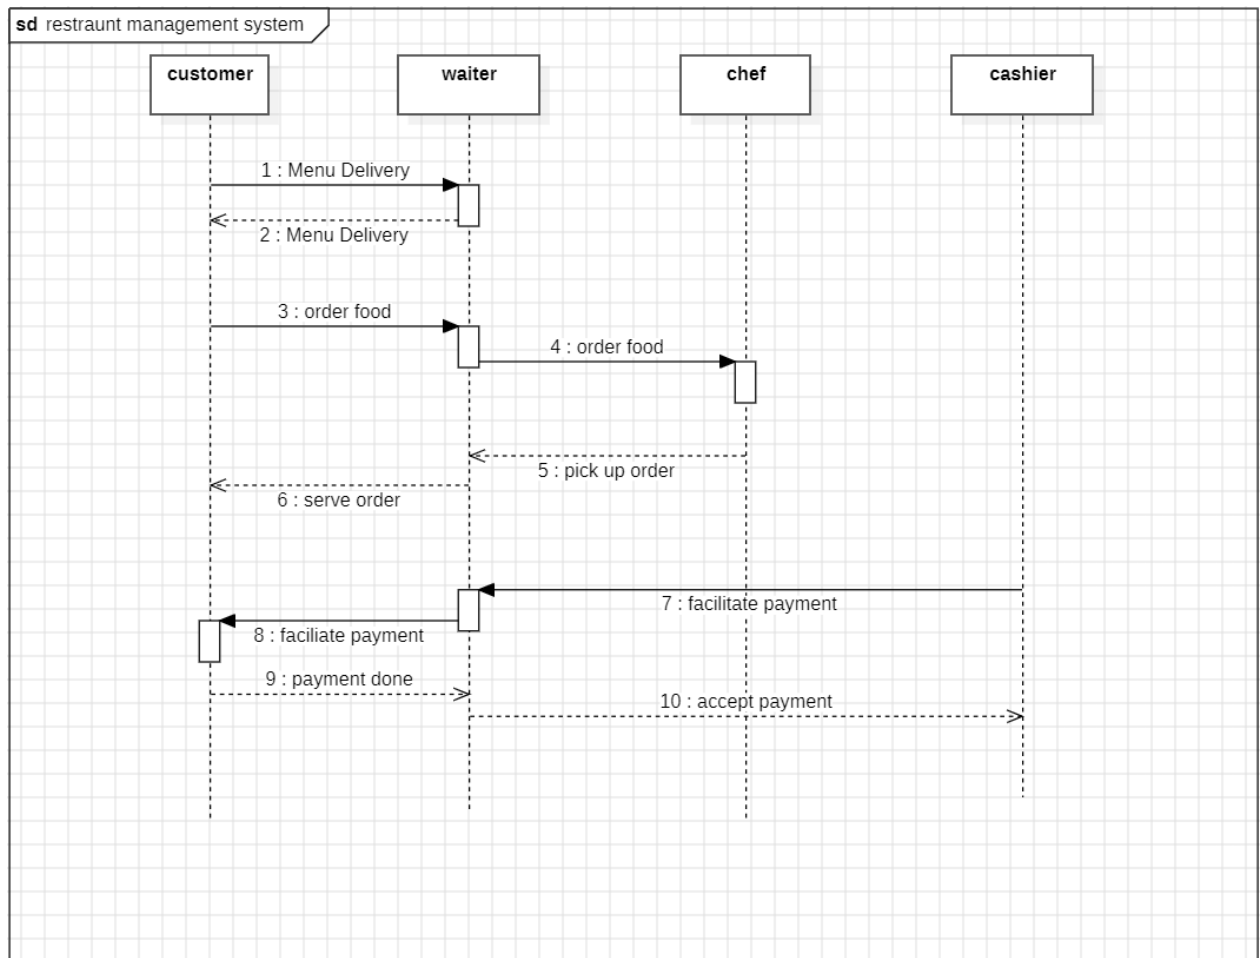 sd restraunt management system
customer
waiter
chef
cashier
1 : Menu Delivery
2 : Menu Delivery
3 : order food
4 : order food
5 : pick up order
6 : serve order
7 : facilitate payment
8 : faciliate payment
9 : payment done
10 : accept payment